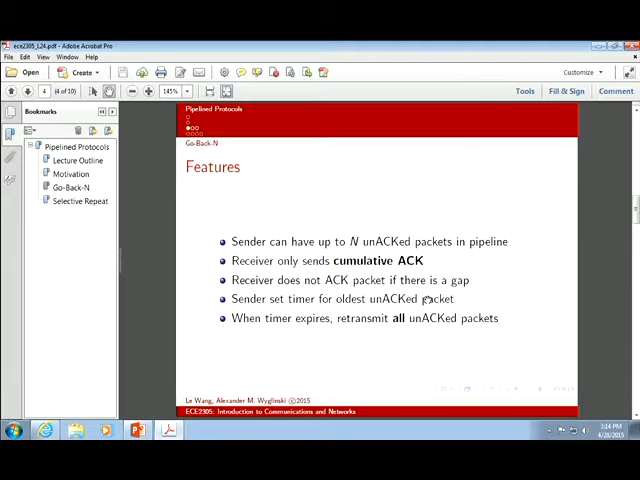 ece2305_L24.pdf - Adobe Acrobat Pro
File Edit View Window Help
Open Create Customize
4 (4 of 10) 145% Tools Fill & Sign Comment
Bookmarks
Pipelined Protocols
Lecture Outline
Motivation
Go-Back-N
Selective Repeat
Pipelined Protocols
Go-Back-N
Features
Sender can have up to N unACKed packets in pipeline
Receiver only sends cumulative ACK
Receiver does not ACK packet if there is a gap
Sender set timer for oldest unACKed packet
When timer expires, retransmit all unACKed packets
Le Wang, Alexander M. Wyglinski ©2015
ECE2305: Introduction to Communications and Networks
3:14 PM
4/28/2015